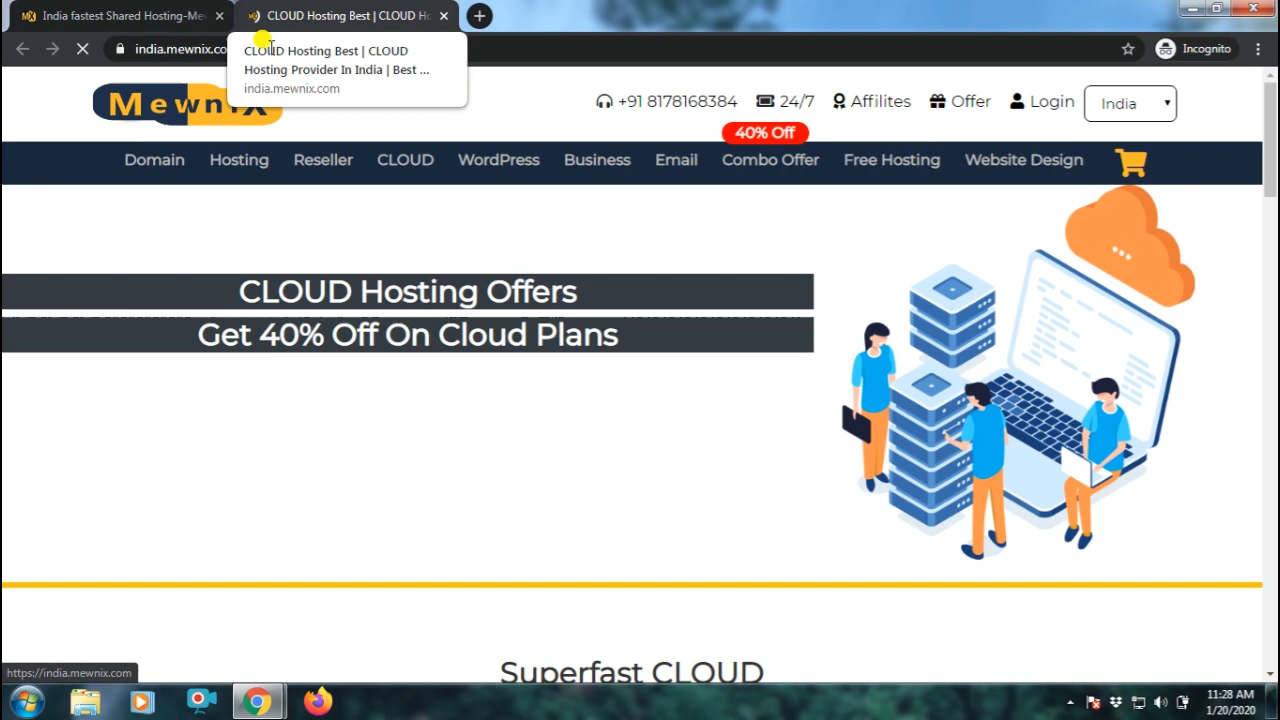 India fastest Shared Hosting-Me
CLOUD Hosting Best | CLOUD Ho
india.mewnix.co
Incognito
CLOUD Hosting Best | CLOUD
Hosting Provider In India | Best ...
india.mewnix.com
Mewnix
+91 8178168384 24/7 Affilites Offer Login India
40% Off
Domain Hosting Reseller CLOUD WordPress Business Email Combo Offer Free Hosting Website Design
CLOUD Hosting Offers
Get 40% Off On Cloud Plans
Superfast CLOUD
https://india.mewnix.com
11:28 AM
1/20/2020